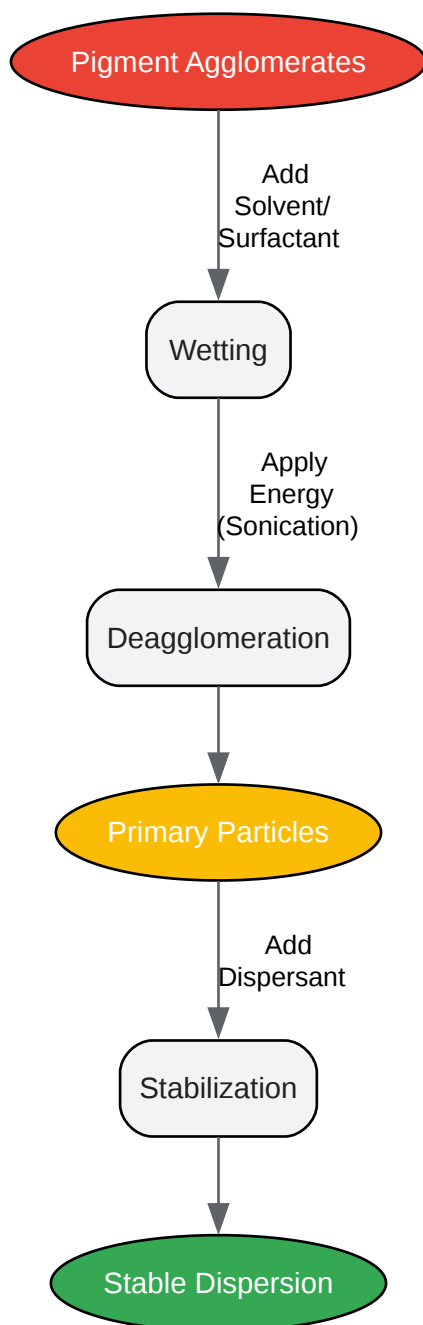 Pigment Agglomerates
Add
Solvent/
Surfactant
Wetting
Apply
Energy
(Sonication)
Deagglomeration
Primary Particles
Add
Dispersant
Stabilization
Stable Dispersion